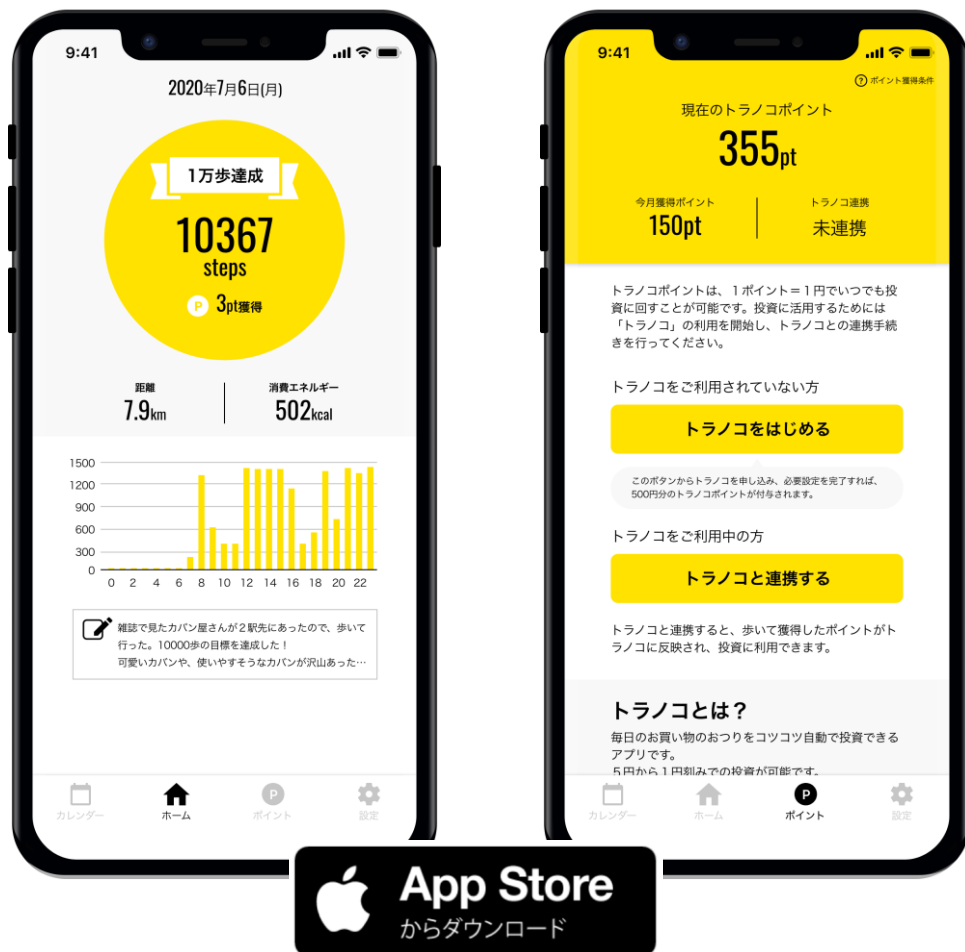 9:41
2020年7月6日(月)
1万歩達成
10367
steps
P 3pt獲得
距離
7.9km
消費エネルギー
502kcal
1500
1200
900
600
300
0
0 2 4 6 8 10 12 14 16 18 20 22
雑誌で見たカバン屋さんが２駅先にあったので、歩いて
行った。10000歩の目標を達成した！
可愛いカバンや、使いやすそうなカバンが沢山あった…
カレンダー
ホーム
P
ポイント
設定
9:41
? ポイント獲得条件
現在のトラノコポイント
355pt
今月獲得ポイント
150pt
トラノコ連携
未連携
トラノコポイントは、１ポイント＝１円でいつでも投
資に回すことが可能です。投資に活用するためには
「トラノコ」の利用を開始し、トラノコとの連携手続
きを行ってください。
トラノコをご利用されていない方
トラノコをはじめる
このボタンからトラノコを申し込み、必要設定を完了すれば、
500円分のトラノコポイントが付与されます。
トラノコをご利用中の方
トラノコと連携する
トラノコと連携すると、歩いて獲得したポイントがト
ラノコに反映され、投資に利用できます。
トラノコとは？
毎日のお買い物のおつりをコツコツ自動で投資できる
アプリです。
５円から１円刻みでの投資が可能です。
カレンダー
ホーム
P
ポイント
設定
App Store
からダウンロード